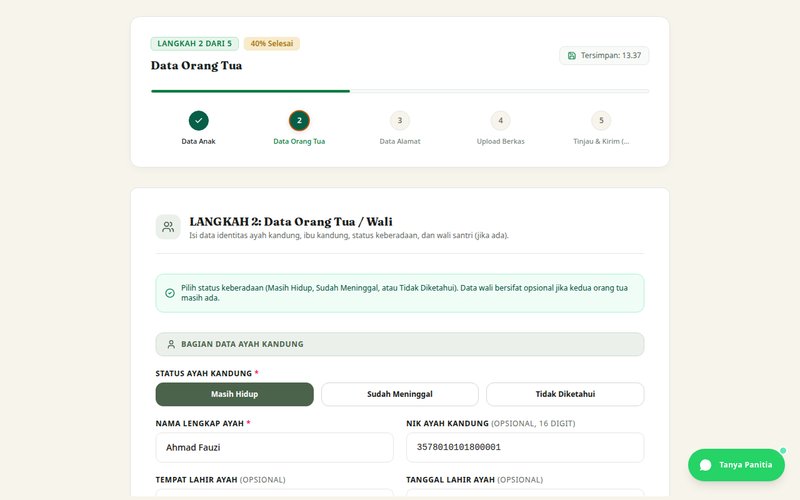 LANGKAH 2 DARI 5
40% Selesai
Tersimpan: 13.37
Data Orang Tua
2
3
4
5
Data Anak
Data Orang Tua
Data Alamat
Upload Berkas
Tinjau & Kirim (...
LANGKAH 2: Data Orang Tua / Wali
Isi data identitas ayah kandung, ibu kandung, status keberadaan, dan wali santri (jika ada).
Pilih status keberadaan (Masih Hidup, Sudah Meninggal, atau Tidak Diketahui). Data wali bersifat opsional jika kedua orang tua
masih ada.
BAGIAN DATA AYAH KANDUNG
STATUS AYAH KANDUNG *
Masih Hidup
Sudah Meninggal
Tidak Diketahui
NAMA LENGKAP AYAH *
NIK AYAH KANDUNG (OPSIONAL, 16 DIGIT)
Ahmad Fauzi
3578010101800001
Tanya Panitia
TEMPAT LAHIR AYAH (OPSIONAL)
TANGGAL LAHIR AYAH (OPSIONAL)